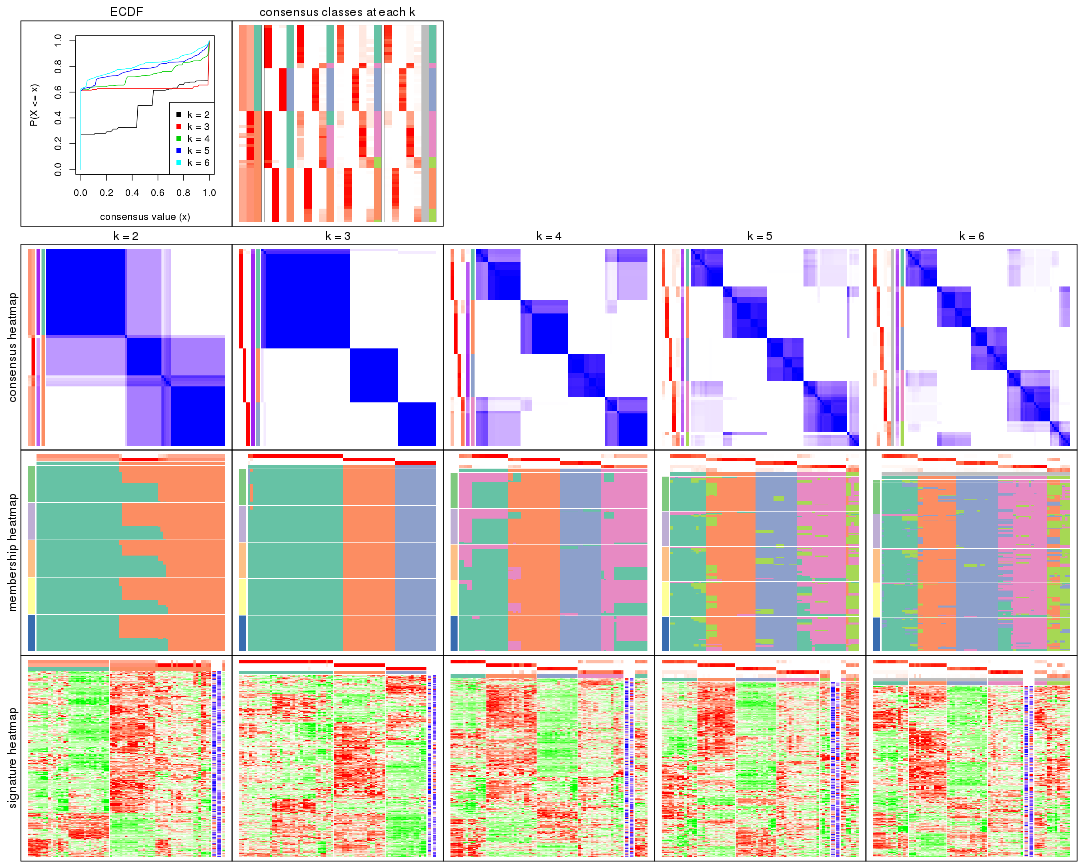 ECDF
consensus classes at each k
P(X <= x)
0.0 0.2 0.4 0.6 0.8 1.0
k = 2
k = 3
k = 4
k = 5
k = 6
0.0 0.2 0.4 0.6 0.8 1.0
consensus value (x)
k = 2
k = 3
k = 4
k = 5
k = 6
consensus heatmap
membership heatmap
signature heatmap